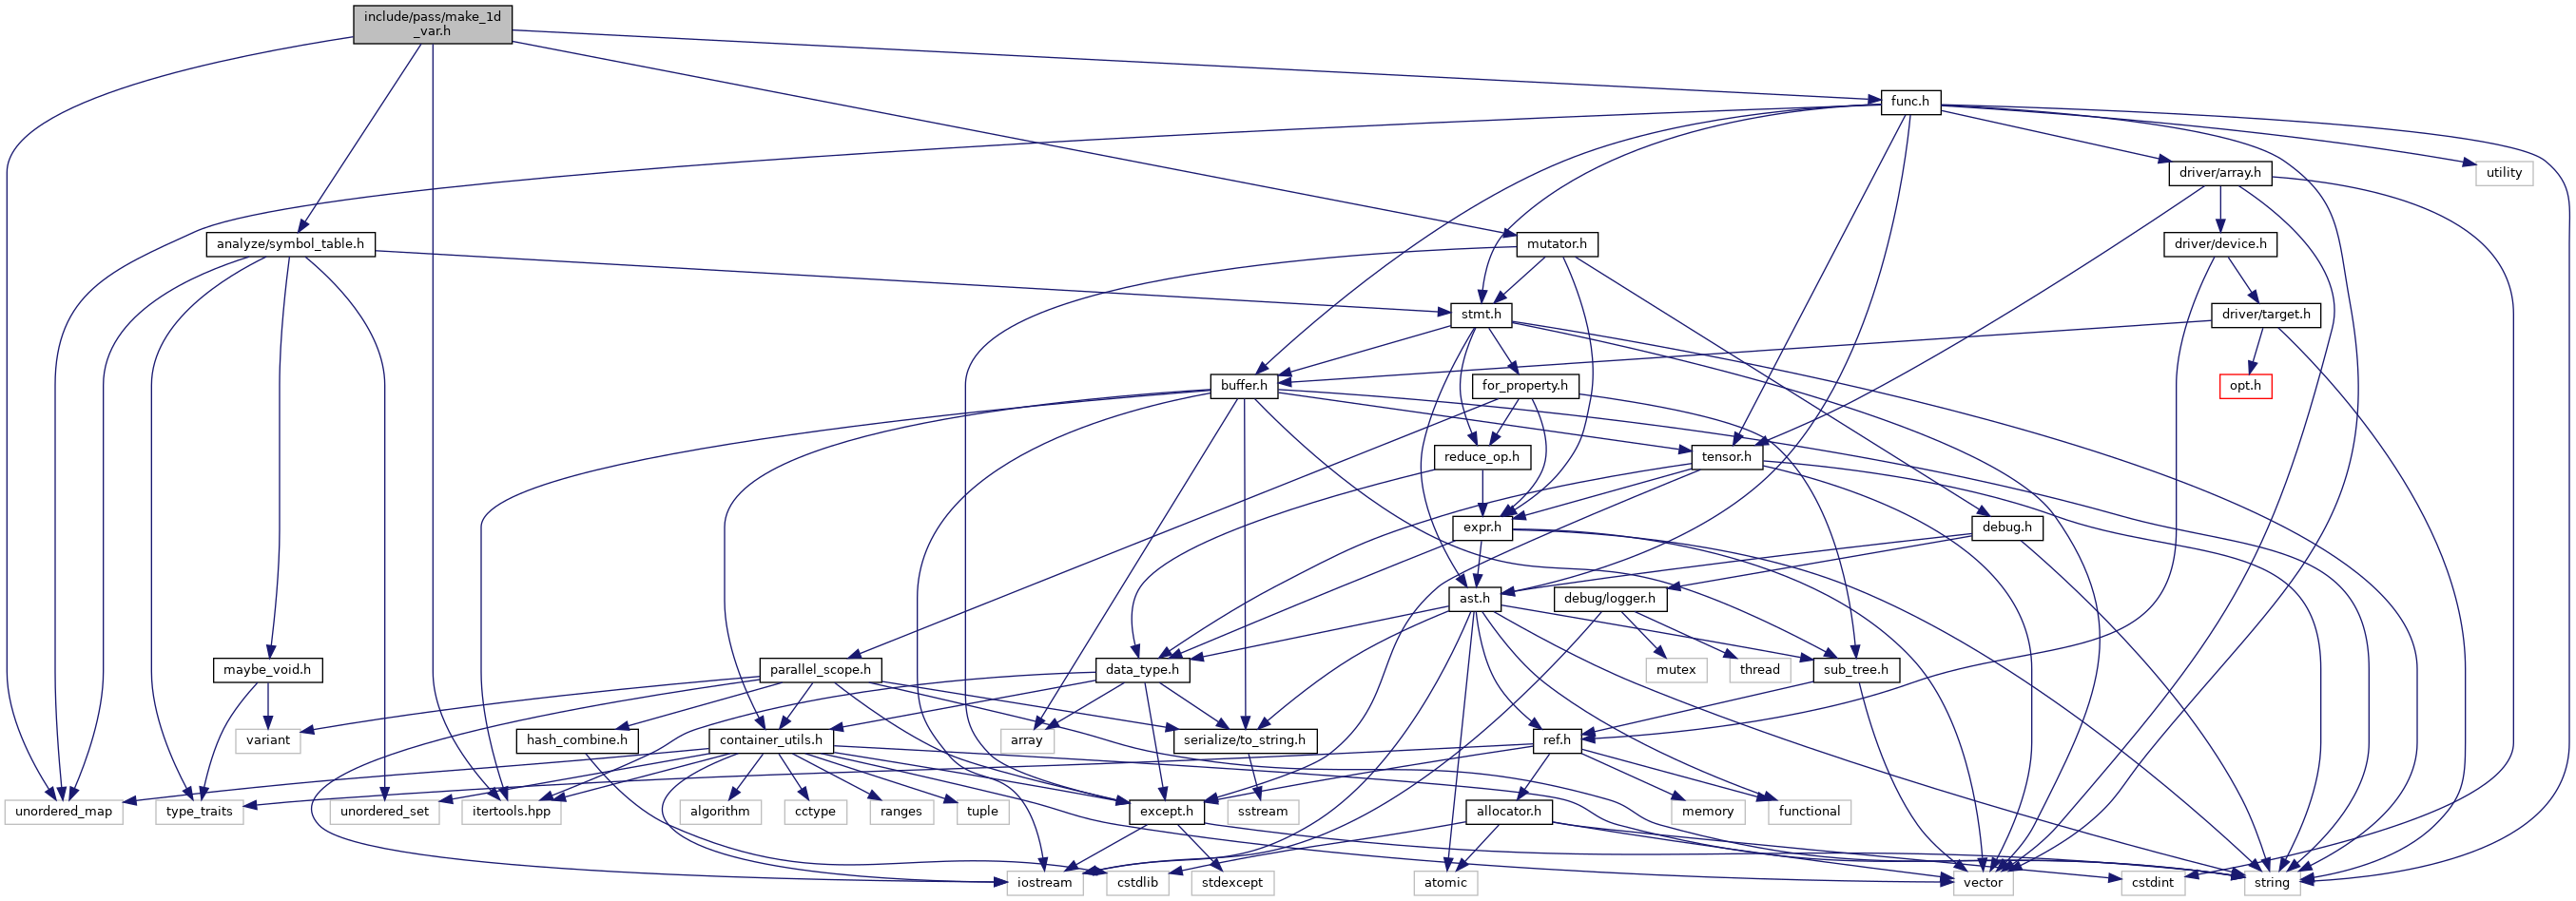 include/pass/make_1d
_var.h
func.h
driver/array.h
utility
analyze/symbol_table.h
mutator.h
driver/device.h
stmt.h
driver/target.h
buffer.h
for_property.h
opt.h
reduce_op.h
tensor.h
expr.h
debug.h
ast.h
debug/logger.h
maybe_void.h
parallel_scope.h
data_type.h
mutex
thread
sub_tree.h
variant
hash_combine.h
container_utils.h
array
serialize/to_string.h
ref.h
unordered_map
type_traits
unordered_set
itertools.hpp
algorithm
cctype
ranges
tuple
except.h
sstream
allocator.h
memory
functional
iostream
cstdlib
stdexcept
atomic
vector
cstdint
string